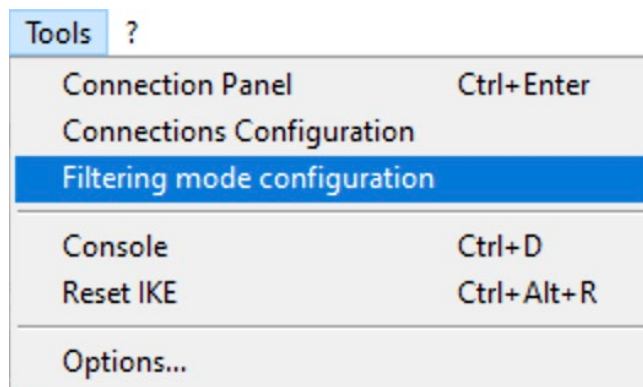 Tools ?
Connection Panel Ctrl+Enter
Connections Configuration
Filtering mode configuration
Console Ctrl+D
Reset IKE Ctrl+Alt+R
Options...